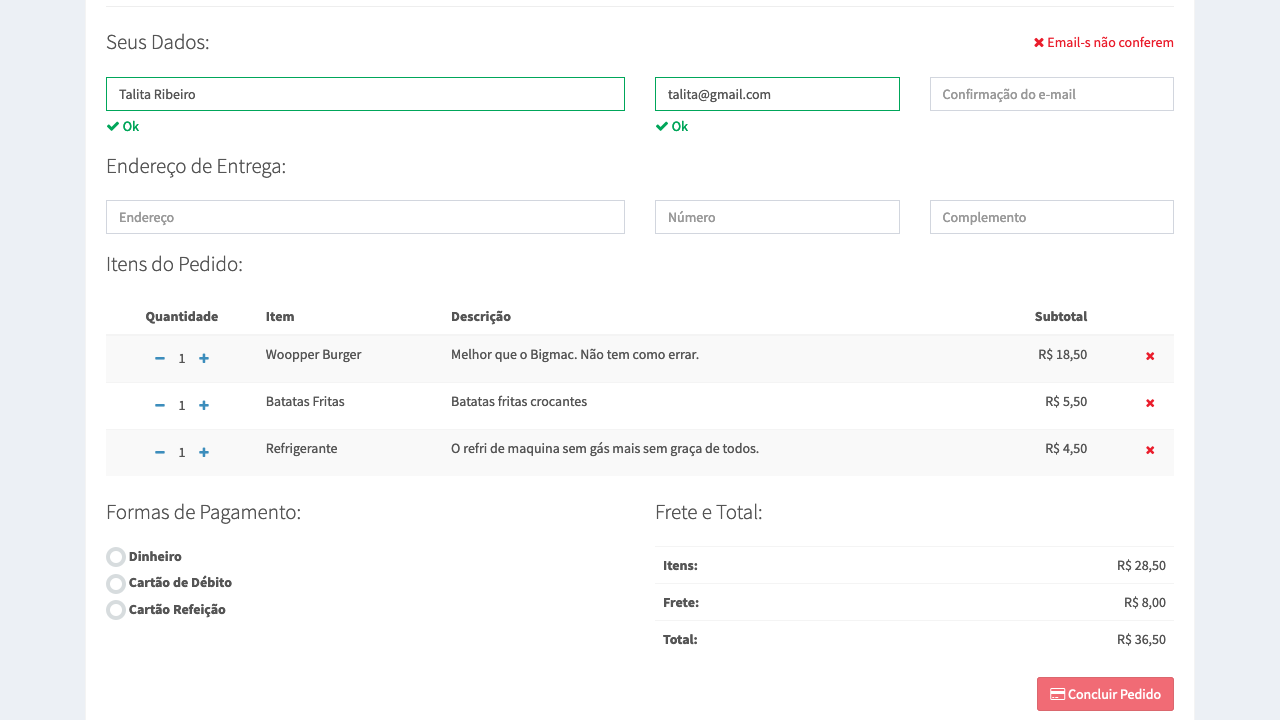 Seus Dados:
Email-s não conferem
Talita Ribeiro
talita@gmail.com
Confirmação do e-mail
Ok
Ok
Endereço de Entrega:
Endereço
Número
Complemento
Itens do Pedido:
Quantidade Item Descrição Subtotal
1 Woopper Burger Melhor que o Bigmac. Não tem como errar. R$ 18,50
1 Batatas Fritas Batatas fritas crocantes R$ 5,50
1 Refrigerante O refri de maquina sem gás mais sem graça de todos. R$ 4,50
Formas de Pagamento:
Dinheiro
Cartão de Débito
Cartão Refeição
Frete e Total:
Itens: R$ 28,50
Frete: R$ 8,00
Total: R$ 36,50
Concluir Pedido